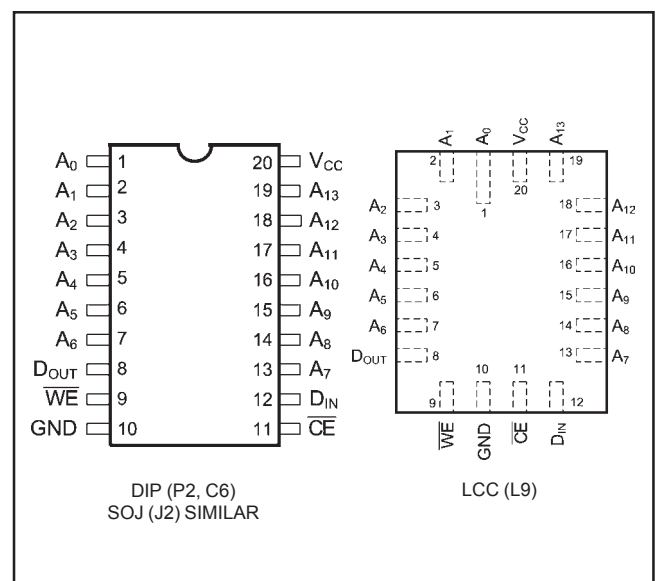 A0 1 20 VCC
A1 2 19 A13
A2 3 18 A12
A3 4 17 A11
A4 5 16 A10
A5 6 15 A9
A6 7 14 A8
DOUT 8 13 A7
WE 9 12 DIN
GND 10 11 CE
DIP (P2, C6)
SOJ (J2) SIMILAR
A1 A0 VCC A13
2 1 20 19
A2 3 18 A12
A3 4 17 A11
A4 5 16 A10
A5 6 15 A9
A6 7 14 A8
DOUT 8 13 A7
9 10 11 12
WE GND CE DIN
LCC (L9)